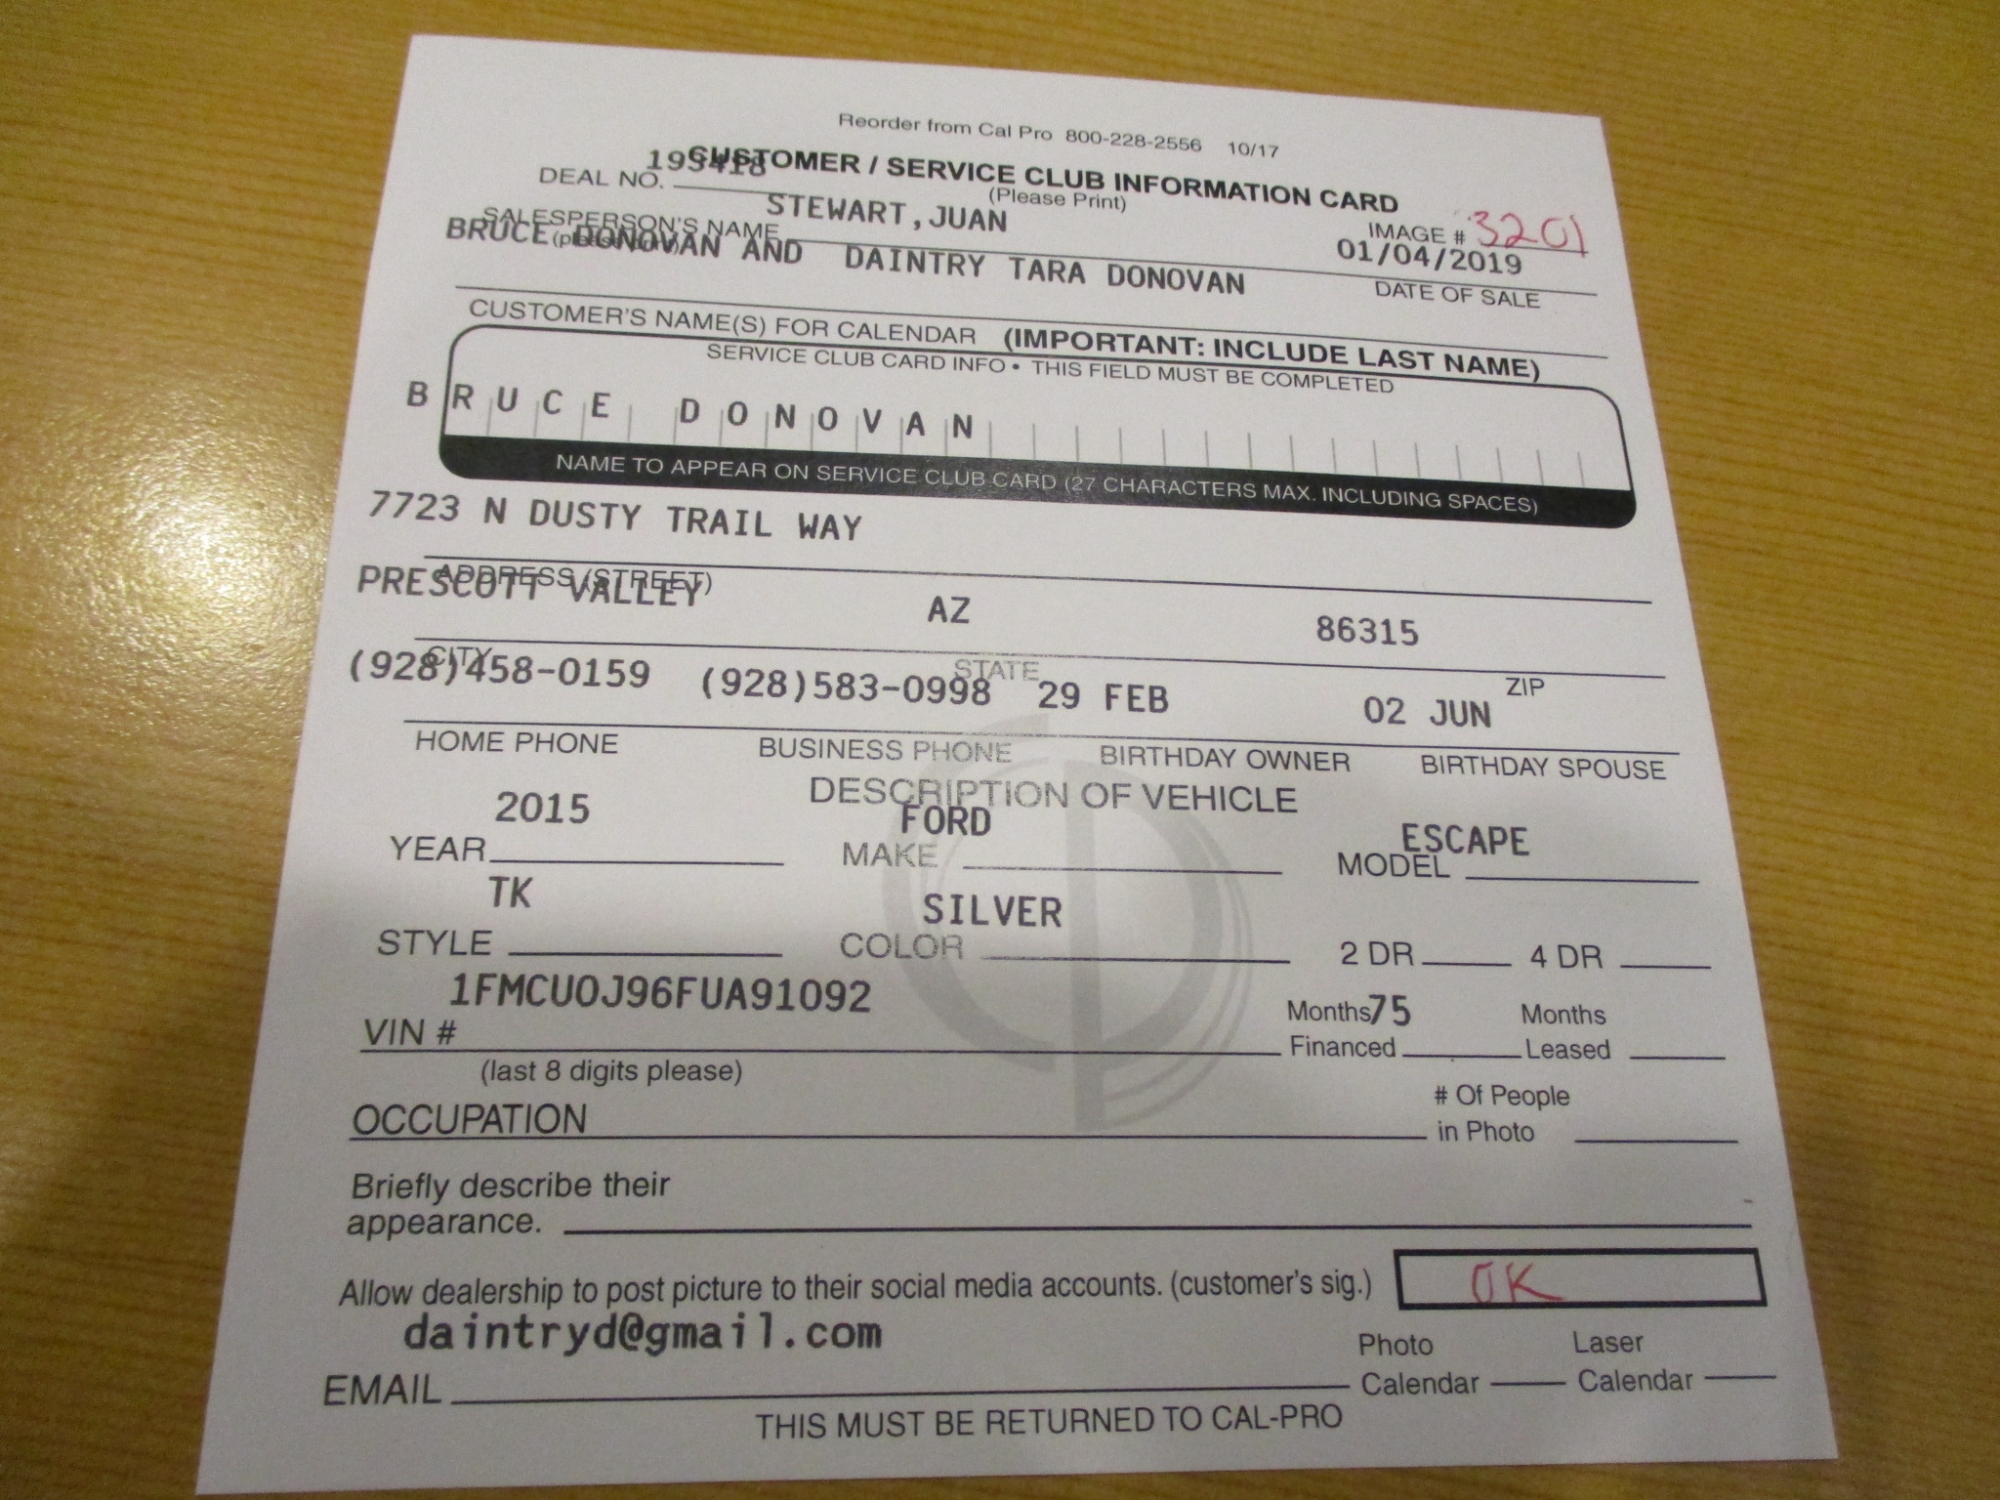 Reorder from Cal Pro 800-228-2556 10/17
CUSTOMER / SERVICE CLUB INFORMATION CARD
(Please Print)
DEAL NO. 193418
SALESPERSON'S NAME STEWART,JUAN
(please print)
IMAGE # 3201
BRUCE DONOVAN AND DAINTRY TARA DONOVAN
01/04/2019
DATE OF SALE
CUSTOMER'S NAME(S) FOR CALENDAR (IMPORTANT: INCLUDE LAST NAME)
SERVICE CLUB CARD INFO • THIS FIELD MUST BE COMPLETED
BRUCE DONOVAN
NAME TO APPEAR ON SERVICE CLUB CARD (27 CHARACTERS MAX. INCLUDING SPACES)
7723 N DUSTY TRAIL WAY
ADDRESS (STREET)
PRESCOTT VALLEY AZ 86315
CITY STATE ZIP
(928)458-0159 (928)583-0998 29 FEB 02 JUN
HOME PHONE BUSINESS PHONE BIRTHDAY OWNER BIRTHDAY SPOUSE
DESCRIPTION OF VEHICLE
2015 FORD ESCAPE
YEAR MAKE MODEL
TK SILVER
STYLE COLOR 2 DR 4 DR
1FMCU0J96FUA91092
VIN #
(last 8 digits please)
Months 75 Months
Financed Leased
OCCUPATION
# Of People
in Photo
Briefly describe their
appearance.
Allow dealership to post picture to their social media accounts. (customer's sig.) OK
daintryd@gmail.com
EMAIL
Photo Laser
Calendar Calendar
THIS MUST BE RETURNED TO CAL-PRO